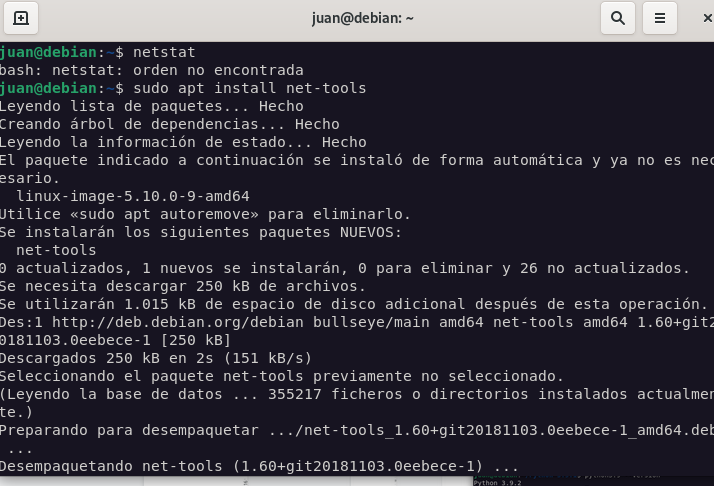 juan@debian: ~
juan@debian:~$ netstat
bash: netstat: orden no encontrada
juan@debian:~$ sudo apt install net-tools
Leyendo lista de paquetes... Hecho
Creando árbol de dependencias... Hecho
Leyendo la información de estado... Hecho
El paquete indicado a continuación se instaló de forma automática y ya no es nec
esario.
  linux-image-5.10.0-9-amd64
Utilice «sudo apt autoremove» para eliminarlo.
Se instalarán los siguientes paquetes NUEVOS:
  net-tools
0 actualizados, 1 nuevos se instalarán, 0 para eliminar y 26 no actualizados.
Se necesita descargar 250 kB de archivos.
Se utilizarán 1.015 kB de espacio de disco adicional después de esta operación.
Des:1 http://deb.debian.org/debian bullseye/main amd64 net-tools amd64 1.60+git2
0181103.0eebece-1 [250 kB]
Descargados 250 kB en 2s (151 kB/s)
Seleccionando el paquete net-tools previamente no seleccionado.
(Leyendo la base de datos ... 355217 ficheros o directorios instalados actualmen
te.)
Preparando para desempaquetar .../net-tools_1.60+git20181103.0eebece-1_amd64.deb
 ...
Desempaquetando net-tools (1.60+git20181103.0eebece-1) ...
Python 3.9.2